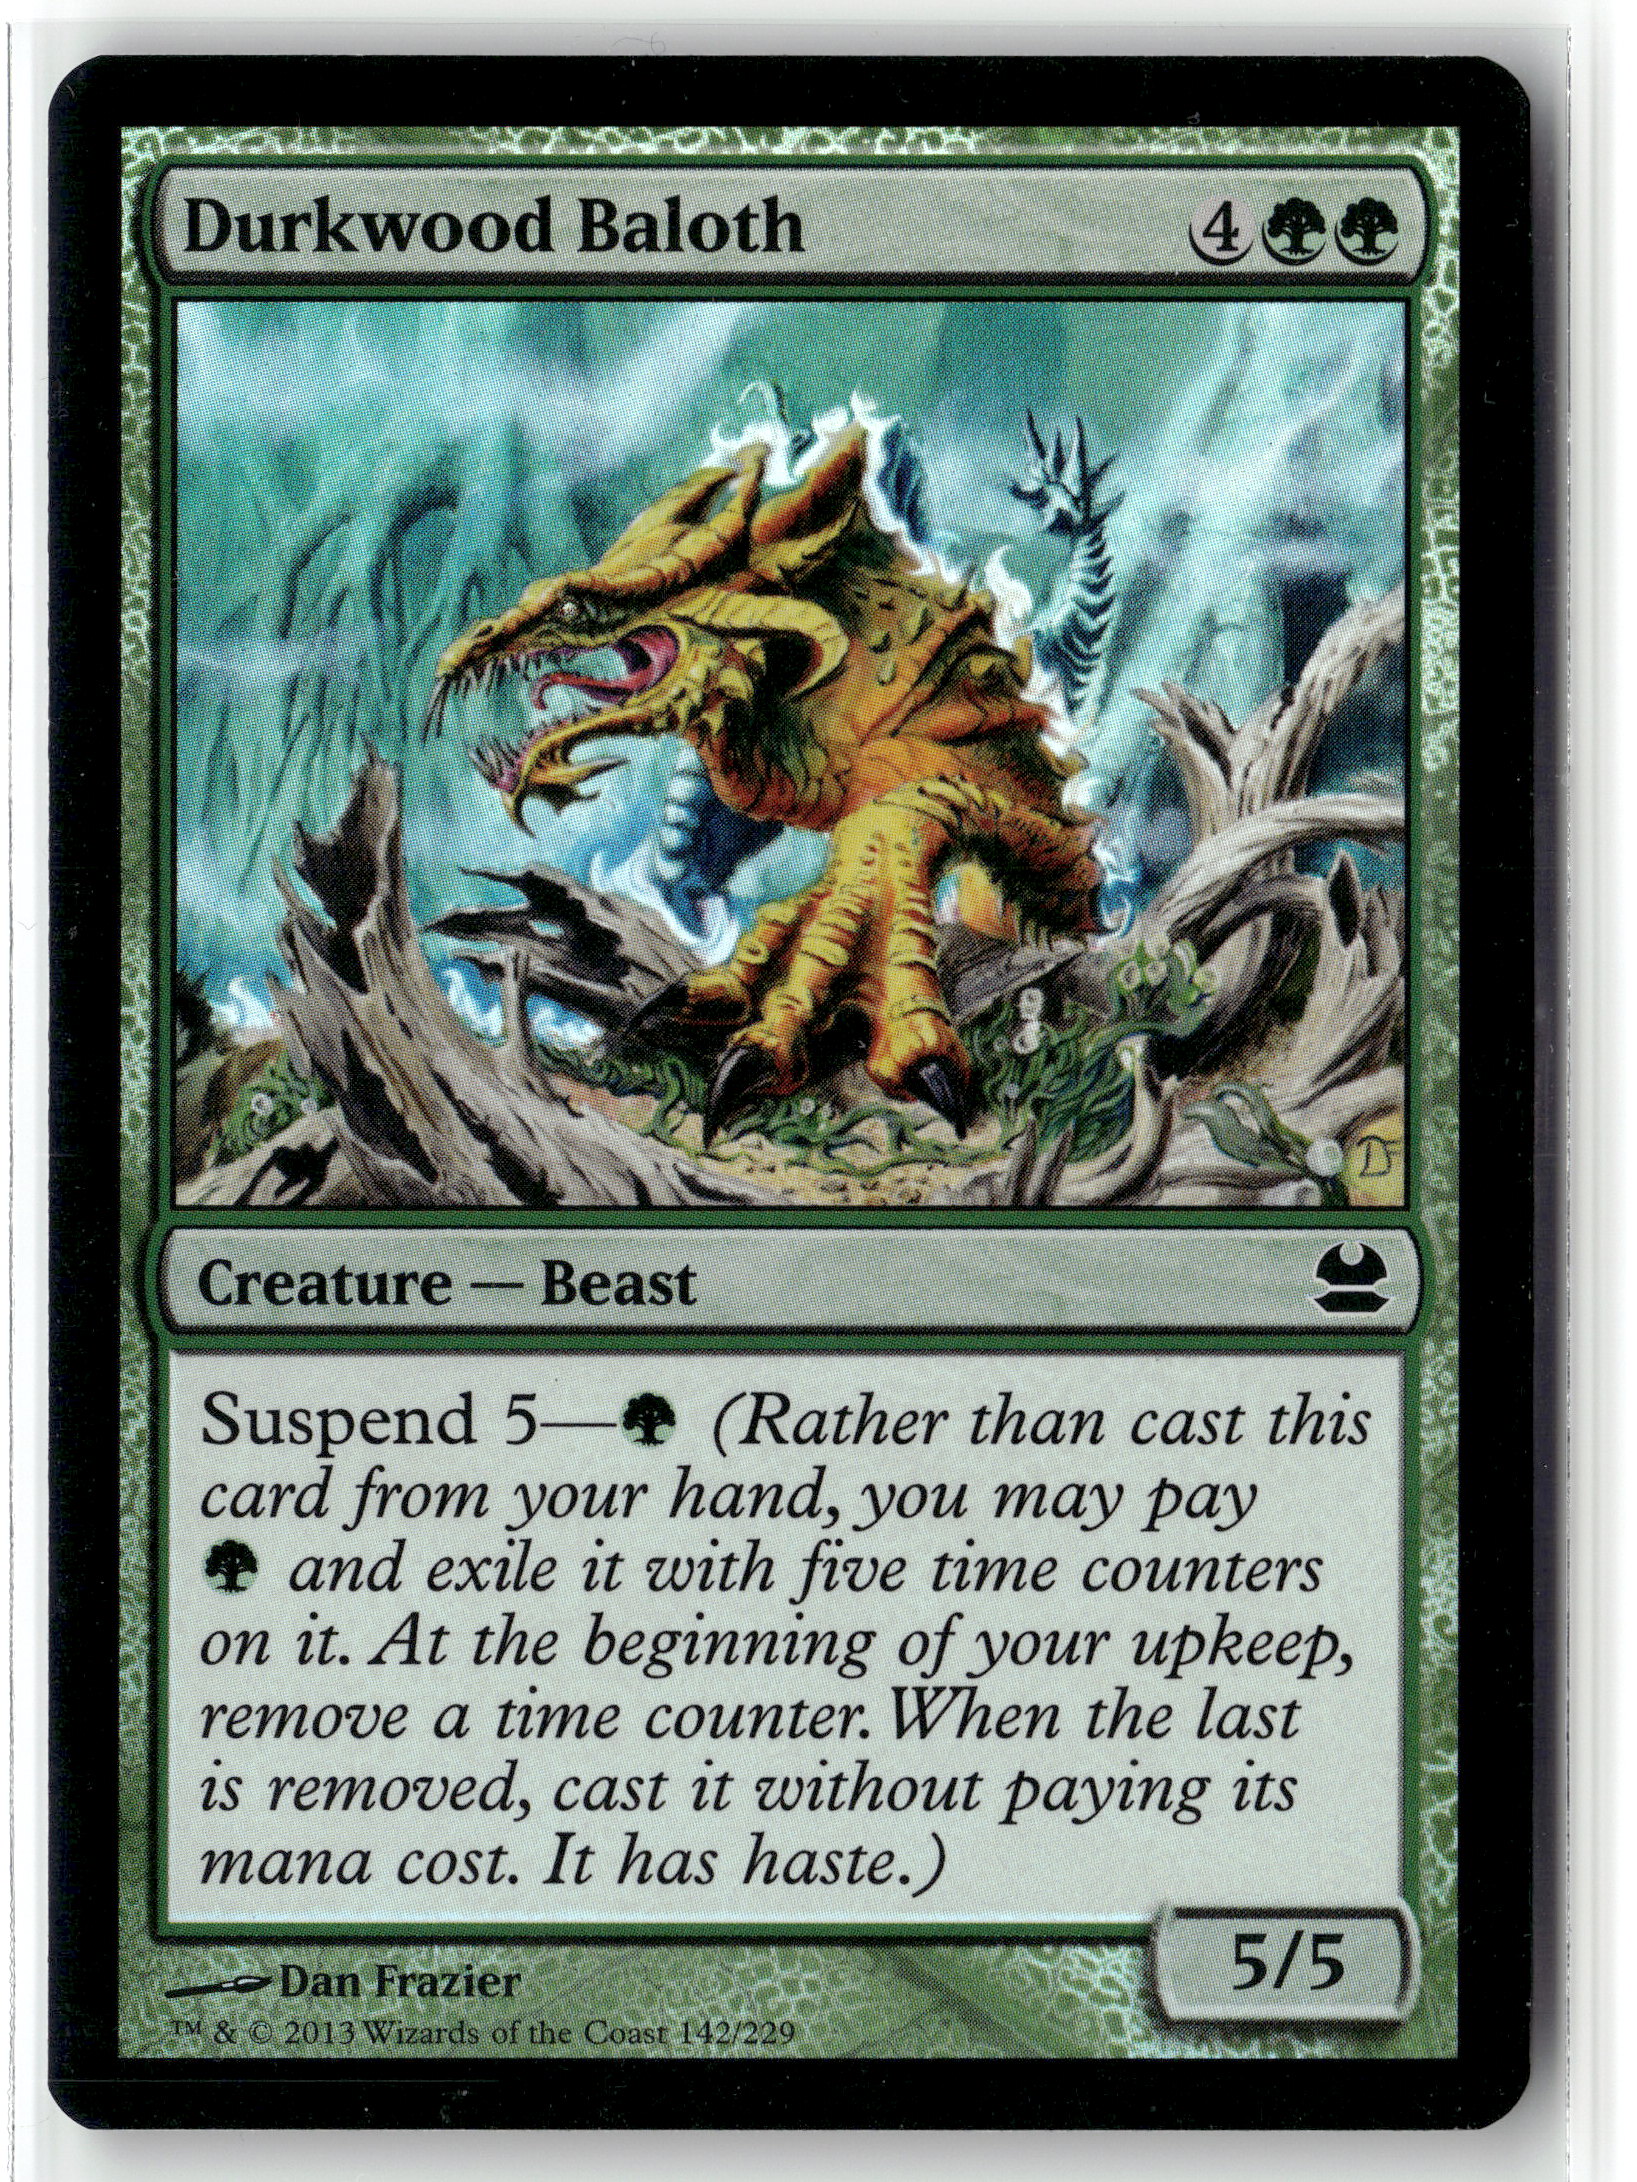 Durkwood Baloth 4
DF
Creature — Beast
Suspend 5— (Rather than cast this
card from your hand, you may pay
and exile it with five time counters
on it. At the beginning of your upkeep,
remove a time counter. When the last
is removed, cast it without paying its
mana cost. It has haste.)
5/5
Dan Frazier
™ & © 2013 Wizards of the Coast 142/229